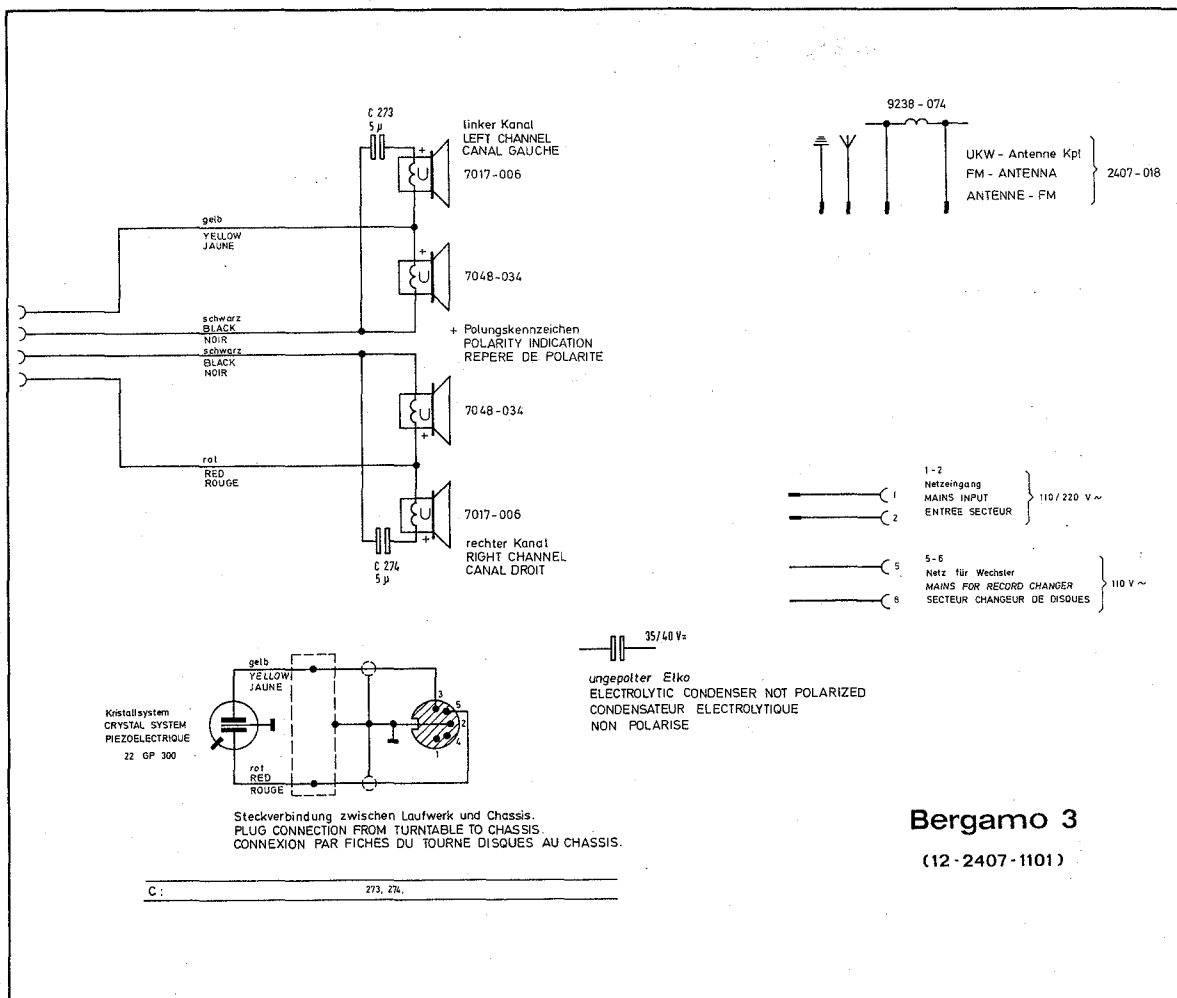 C 273
5 µ
linker Kanal
LEFT CHANNEL
CANAL GAUCHE
+
7017-006
gelb
YELLOW
JAUNE
+
7048-034
schwarz
BLACK
NOIR
+ Polungskennzeichen
POLARITY INDICATION
REPERE DE POLARITE
schwarz
BLACK
NOIR
7048-034
+
rot
RED
ROUGE
7017-006
+
C 274
5 µ
rechter Kanal
RIGHT CHANNEL
CANAL DROIT
9238-074
UKW - Antenne Kpl
FM - ANTENNA
ANTENNE - FM
2407-018
1-2
Netzeingang
MAINS INPUT
ENTREE SECTEUR
1
2
110/220 V ~
5-6
Netz für Wechsler
MAINS FOR RECORD CHANGER
SECTEUR CHANGEUR DE DISQUES
5
6
110 V ~
35/40 V=
ungepolter Elko
ELECTROLYTIC CONDENSER NOT POLARIZED
CONDENSATEUR ELECTROLYTIQUE
NON POLARISE
gelb
YELLOW
JAUNE
Kristallsystem
CRYSTAL SYSTEM
PIEZOELECTRIQUE
22 GP 300
rot
RED
ROUGE
3
5
2
4
1
Steckverbindung zwischen Laufwerk und Chassis.
PLUG CONNECTION FROM TURNTABLE TO CHASSIS.
CONNEXION PAR FICHES DU TOURNE DISQUES AU CHASSIS.
C: 273, 274,
Bergamo 3
(12-2407-1101)